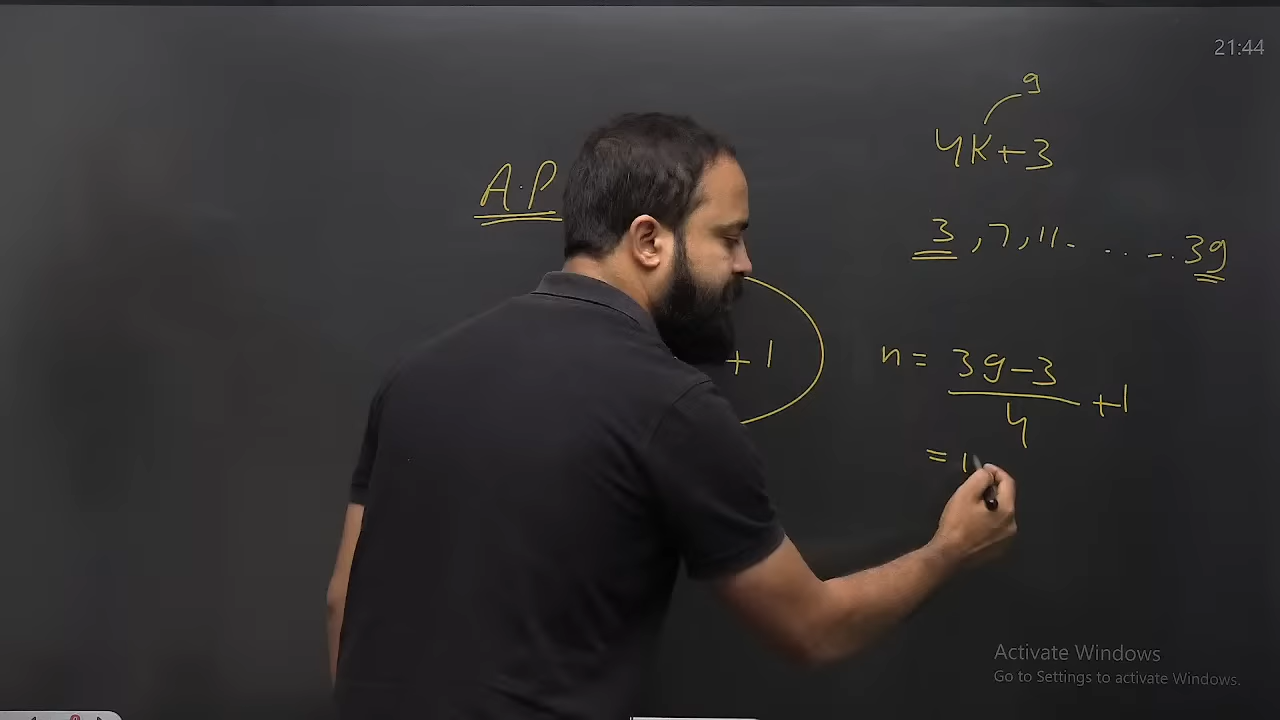 21:44
9
4K+3
A.P
3, 7, 11 - . . . - . 39
+ 1
n = 39-3
4
+1
= 1
Activate Windows
Go to Settings to activate Windows.